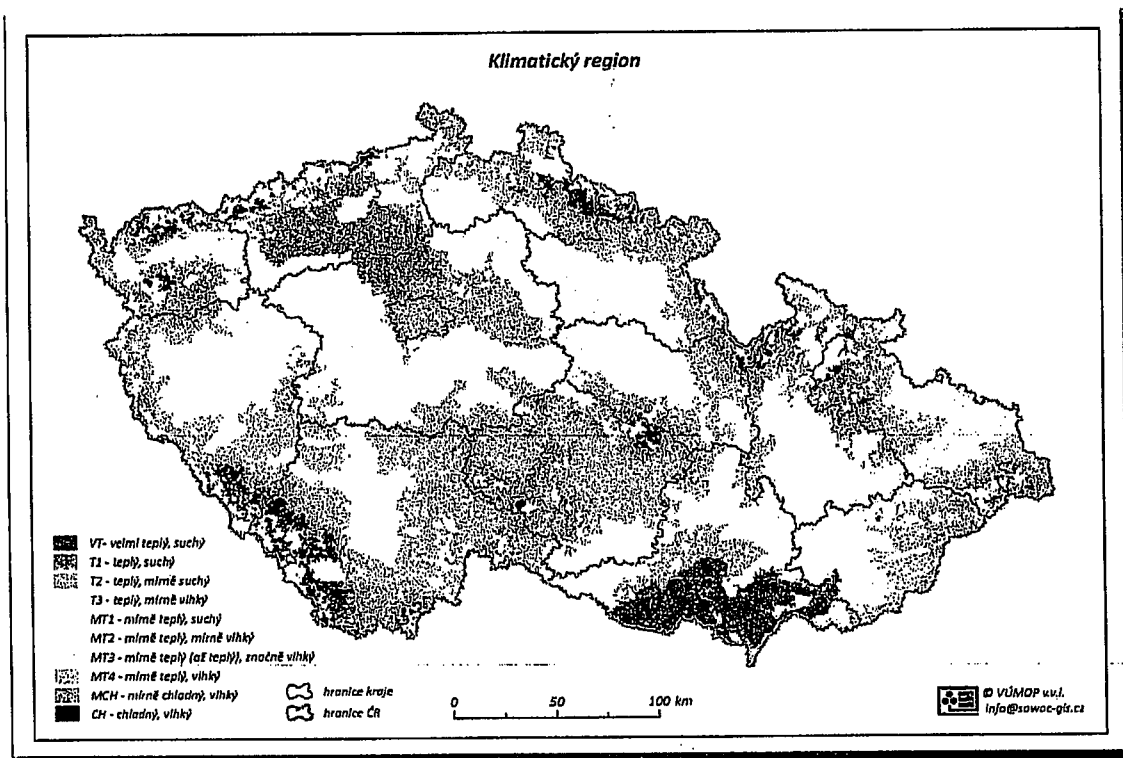 Klimatický region
VT- velmi teplý, suchý
T1 - teplý, suchý
T2 - teplý, mírně suchý
T3 - teplý, mírně vlhký
MT1 - mírně teplý, suchý
MT2 - mírně teplý, mírně vlhký
MT3 - mírně teplý (až teplý), značně vlhký
MT4 - mírně teplý, vlhký
MCH - mírně chladný, vlhký
CH - chladný, vlhký
hranice kraje
hranice ČR
0 50 100 km
© VÚMOP v.v.i.
info@sowac-gis.cz